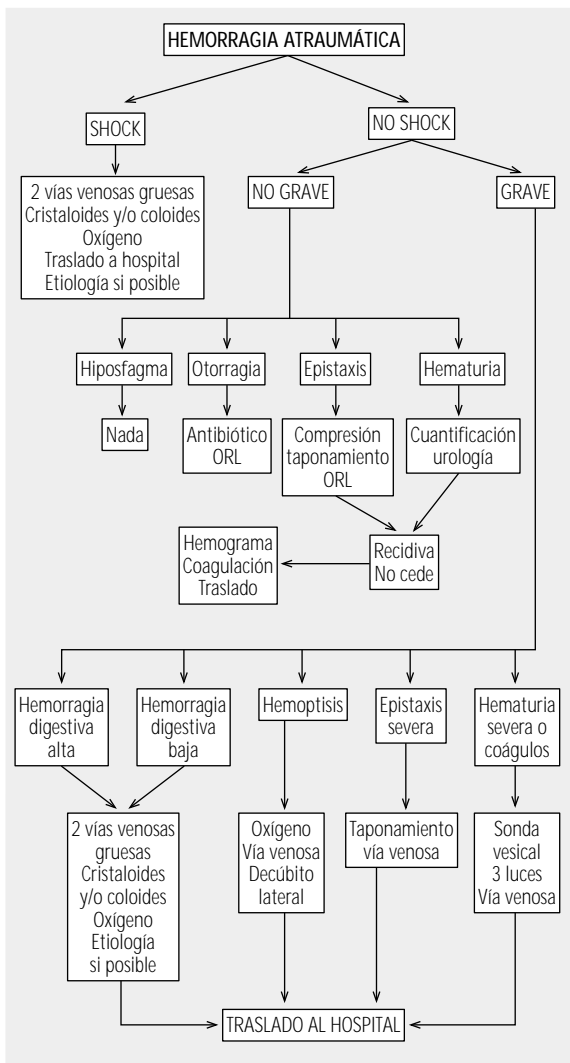 HEMORRAGIA ATRAUMÁTICA
SHOCK
NO SHOCK
2 vías venosas gruesas
Cristaloides y/o coloides
Oxígeno
Traslado a hospital
Etiología si posible
NO GRAVE
GRAVE
Hiposfagma
Otorragia
Epistaxis
Hematuria
Nada
Antibiótico
ORL
Compresión
taponamiento
ORL
Cuantificación
urología
Hemograma
Coagulación
Traslado
Recidiva
No cede
Hemorragia
digestiva
alta
Hemorragia
digestiva
baja
Hemoptisis
Epistaxis
severa
Hematuria
severa o
coágulos
2 vías venosas
gruesas
Cristaloides
y/o coloides
Oxígeno
Etiología
si posible
Oxígeno
Vía venosa
Decúbito
lateral
Taponamiento
vía venosa
Sonda
vesical
3 luces
Vía venosa
TRASLADO AL HOSPITAL